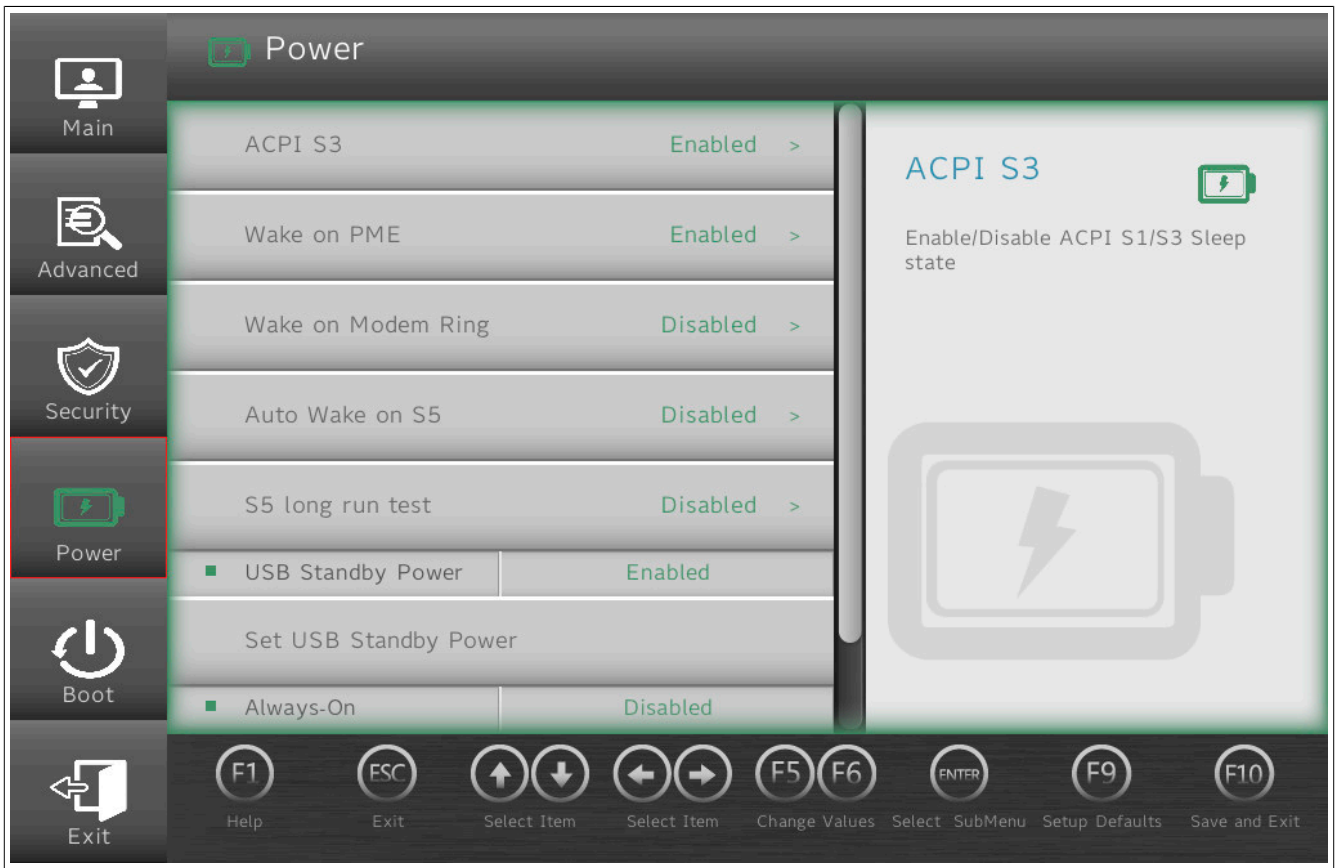 Main
Advanced
Security
Power
Boot
Exit
Power
ACPI S3 Enabled >
Wake on PME Enabled >
Wake on Modem Ring Disabled >
Auto Wake on S5 Disabled >
S5 long run test Disabled >
USB Standby Power Enabled
Set USB Standby Power
Always-On Disabled
ACPI S3
Enable/Disable ACPI S1/S3 Sleep
state
F1 ESC F5 F6 ENTER F9 F10
Help Exit Select Item Select Item Change Values Select SubMenu Setup Defaults Save and Exit